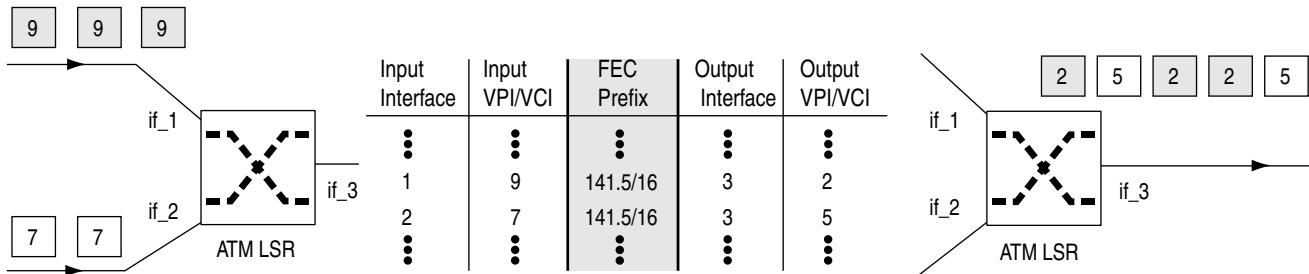 9 9 9
7 7
if_1
if_2
if_3
ATM LSR
Input Interface | Input VPI/VCI | FEC Prefix | Output Interface | Output VPI/VCI
1 | 9 | 141.5/16 | 3 | 2
2 | 7 | 141.5/16 | 3 | 5
2 5 2 2 5
if_1
if_2
if_3
ATM LSR